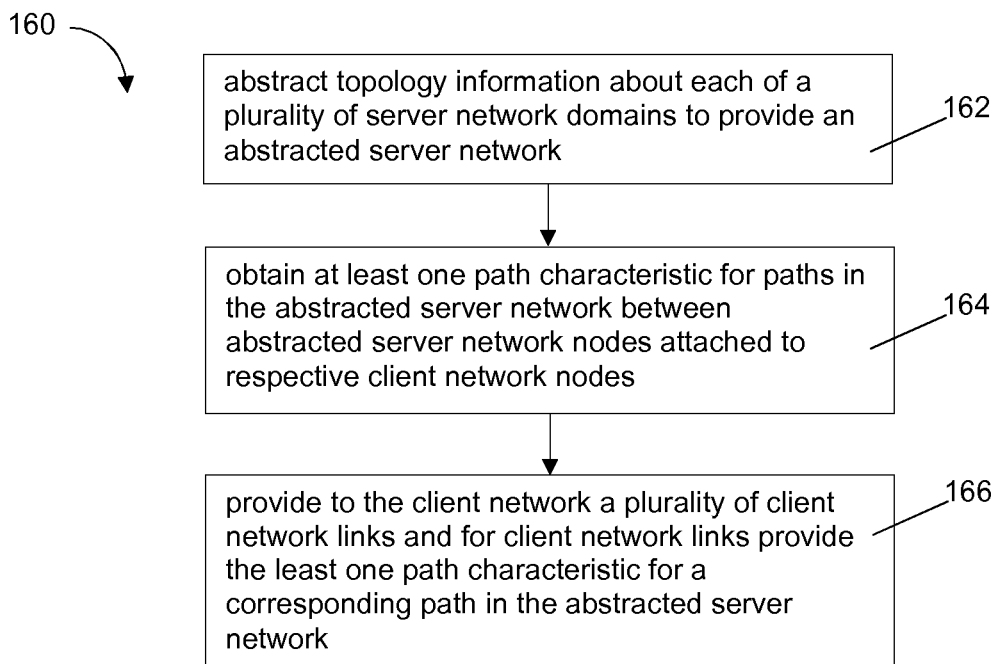 160
abstract topology information about each of a
plurality of server network domains to provide an
abstracted server network
162
obtain at least one path characteristic for paths in
the abstracted server network between
abstracted server network nodes attached to
respective client network nodes
164
provide to the client network a plurality of client
network links and for client network links provide
the least one path characteristic for a
corresponding path in the abstracted server
network
166